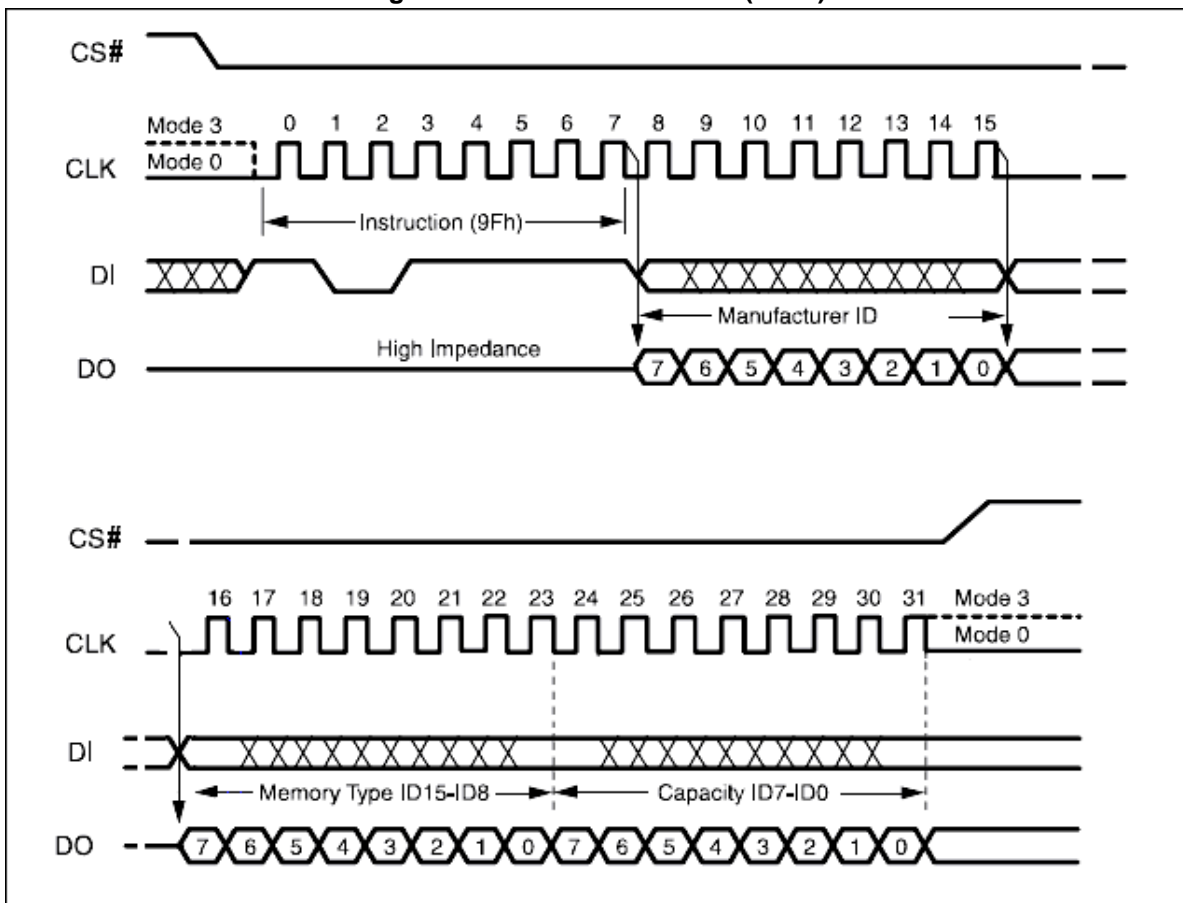 CS#
Mode 3
0 1 2 3 4 5 6 7 8 9 10 11 12 13 14 15
CLK
Mode 0
Instruction (9Fh)
DI
Manufacturer ID
High Impedance
DO
7 6 5 4 3 2 1 0
CS#
16 17 18 19 20 21 22 23 24 25 26 27 28 29 30 31
Mode 3
CLK
Mode 0
DI
Memory Type ID15-ID8
Capacity ID7-ID0
DO
7 6 5 4 3 2 1 0 7 6 5 4 3 2 1 0